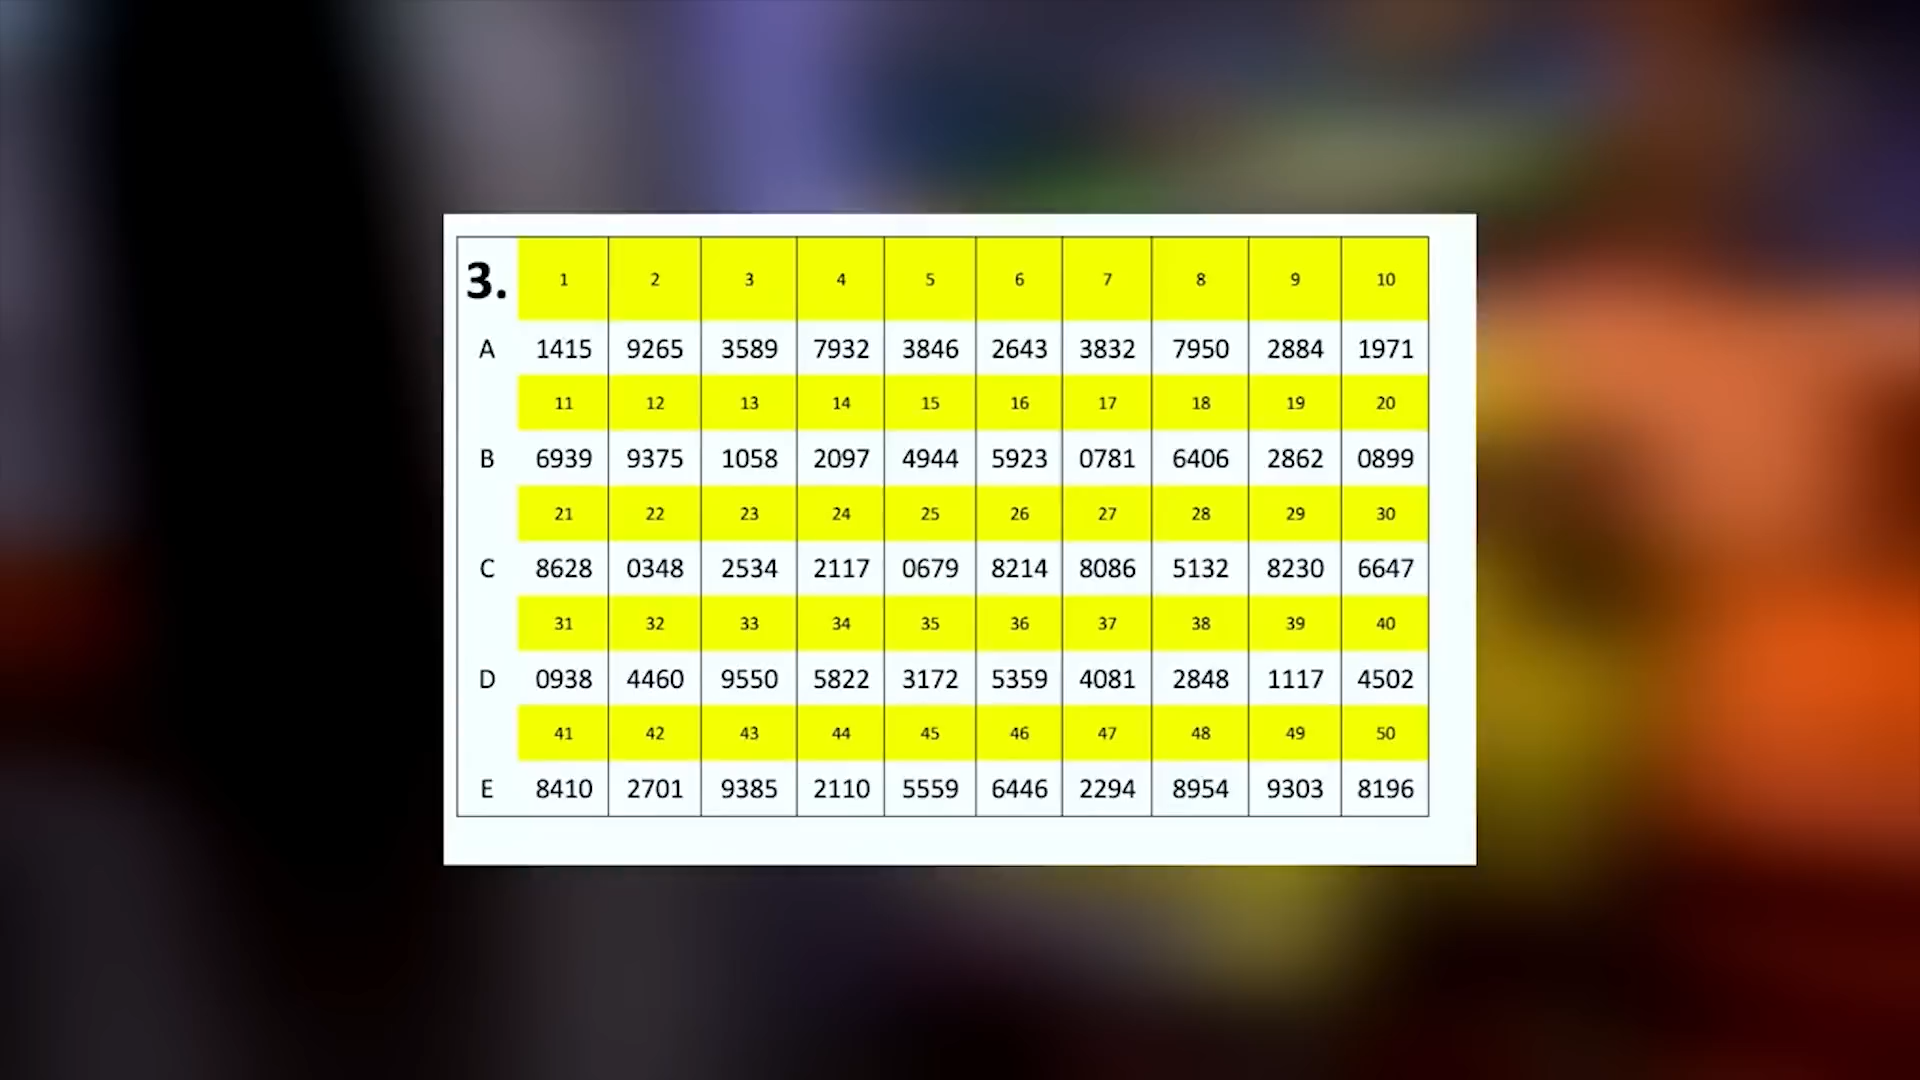 3. 1 2 3 4 5 6 7 8 9 10
A 1415 9265 3589 7932 3846 2643 3832 7950 2884 1971
11 12 13 14 15 16 17 18 19 20
B 6939 9375 1058 2097 4944 5923 0781 6406 2862 0899
21 22 23 24 25 26 27 28 29 30
C 8628 0348 2534 2117 0679 8214 8086 5132 8230 6647
31 32 33 34 35 36 37 38 39 40
D 0938 4460 9550 5822 3172 5359 4081 2848 1117 4502
41 42 43 44 45 46 47 48 49 50
E 8410 2701 9385 2110 5559 6446 2294 8954 9303 8196